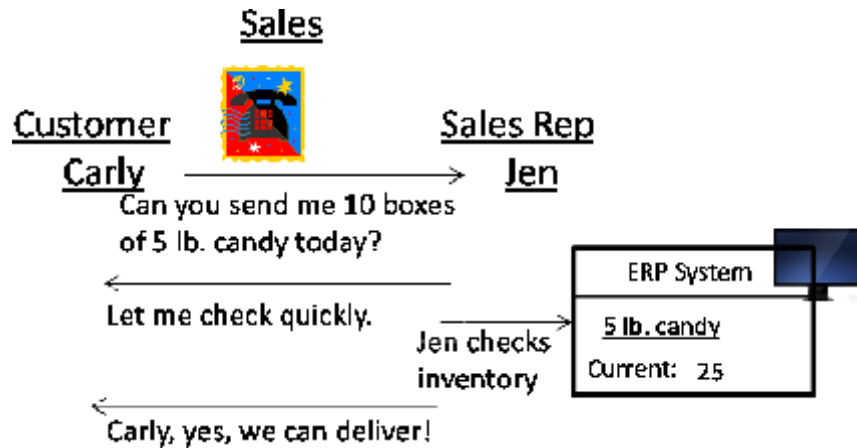 Sales
Customer
Carly
Sales Rep
Jen
Can you send me 10 boxes
of 5 lb. candy today?
Let me check quickly.
Jen checks
inventory
ERP System
5 lb. candy
Current: 25
Carly, yes, we can deliver!